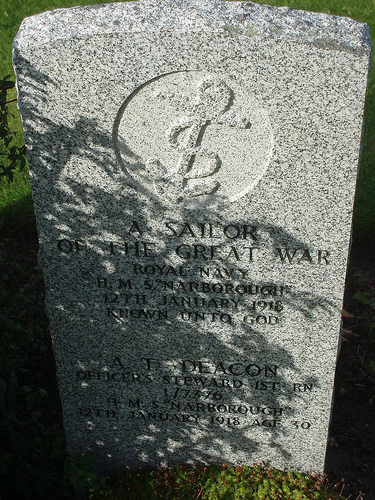 A SAILOR
OF THE GREAT WAR
ROYAL NAVY
H.M.S."NARBOROUGH"
12TH JANUARY 1918
KNOWN UNTO GOD
A. T. DEACON
OFFICER'S STEWARD 1ST. RN
H.M.S."NARBOROUGH"
12TH JANUARY 1918 AGE 30